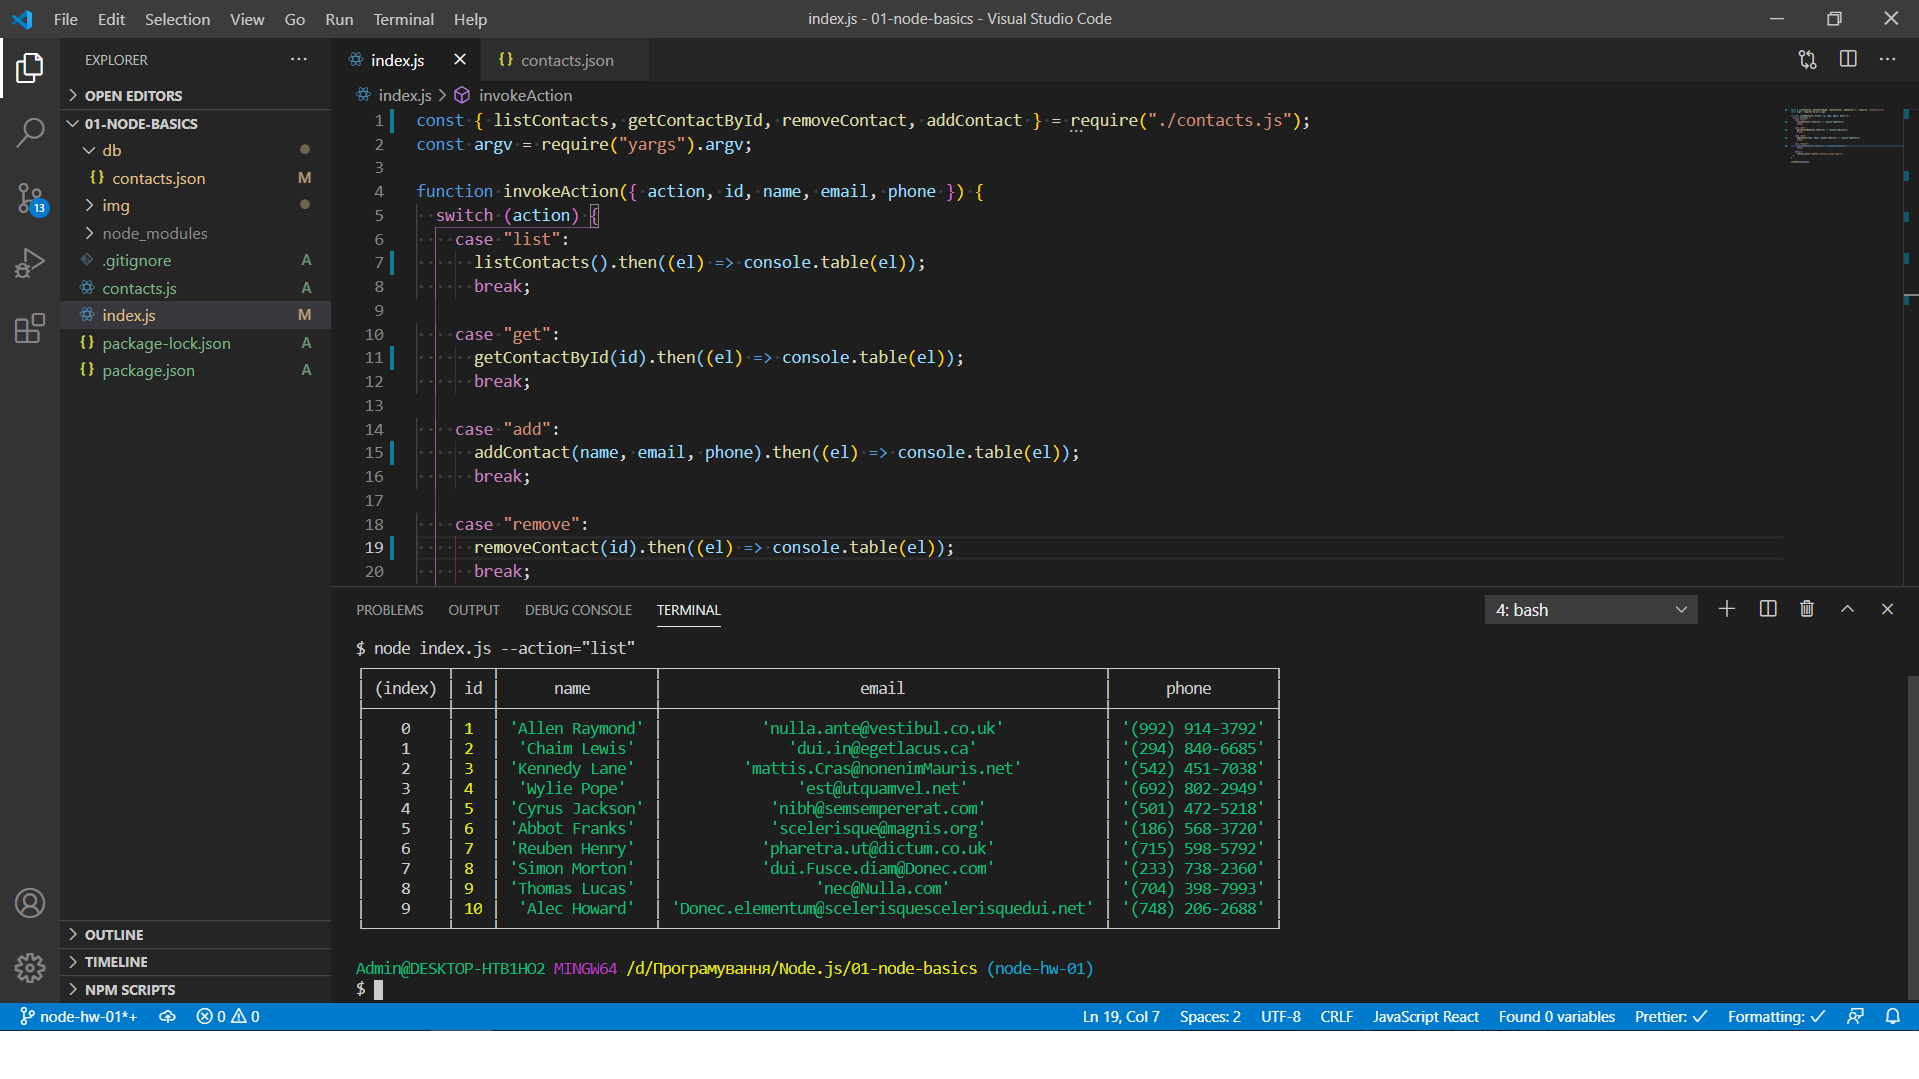 File Edit Selection View Go Run Terminal Help
index.js - 01-node-basics - Visual Studio Code
EXPLORER
OPEN EDITORS
01-NODE-BASICS
db
{} contacts.json M
img
node_modules
.gitignore A
contacts.js A
index.js M
{} package-lock.json A
{} package.json A
OUTLINE
TIMELINE
NPM SCRIPTS
13
index.js
{} contacts.json
index.js > invokeAction
1 const { listContacts, getContactById, removeContact, addContact } = require("./contacts.js");
2 const argv = require("yargs").argv;
3
4 function invokeAction({ action, id, name, email, phone }) {
5 switch (action) {
6 case "list":
7 listContacts().then((el) => console.table(el));
8 break;
9
10 case "get":
11 getContactById(id).then((el) => console.table(el));
12 break;
13
14 case "add":
15 addContact(name, email, phone).then((el) => console.table(el));
16 break;
17
18 case "remove":
19 removeContact(id).then((el) => console.table(el));
20 break;
PROBLEMS OUTPUT DEBUG CONSOLE TERMINAL
4: bash
$ node index.js --action="list"
(index) id name email phone
0 1 'Allen Raymond' 'nulla.ante@vestibul.co.uk' '(992) 914-3792'
1 2 'Chaim Lewis' 'dui.in@egetlacus.ca' '(294) 840-6685'
2 3 'Kennedy Lane' 'mattis.Cras@nonenimMauris.net' '(542) 451-7038'
3 4 'Wylie Pope' 'est@utquamvel.net' '(692) 802-2949'
4 5 'Cyrus Jackson' 'nibh@semsempererat.com' '(501) 472-5218'
5 6 'Abbot Franks' 'scelerisque@magnis.org' '(186) 568-3720'
6 7 'Reuben Henry' 'pharetra.ut@dictum.co.uk' '(715) 598-5792'
7 8 'Simon Morton' 'dui.Fusce.diam@Donec.com' '(233) 738-2360'
8 9 'Thomas Lucas' 'nec@Nulla.com' '(704) 398-7993'
9 10 'Alec Howard' 'Donec.elementum@scelerisquescelerisquedui.net' '(748) 206-2688'
Admin@DESKTOP-HTB1HO2 MINGW64 /d/Програмування/Node.js/01-node-basics (node-hw-01)
$
node-hw-01*+ 0 0
Ln 19, Col 7 Spaces: 2 UTF-8 CRLF JavaScript React Found 0 variables Prettier: ✓ Formatting: ✓